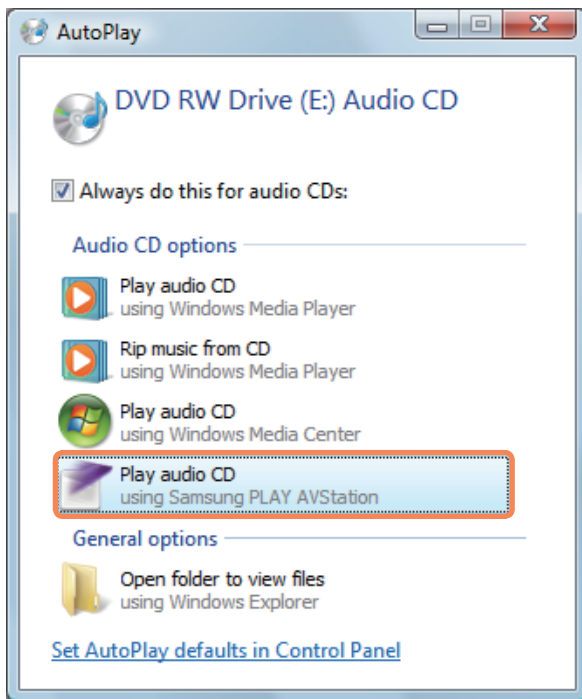 AutoPlay
DVD RW Drive (E:) Audio CD
Always do this for audio CDs:
Audio CD options
Play audio CD
using Windows Media Player
Rip music from CD
using Windows Media Player
Play audio CD
using Windows Media Center
Play audio CD
using Samsung PLAY AVStation
General options
Open folder to view files
using Windows Explorer
Set AutoPlay defaults in Control Panel